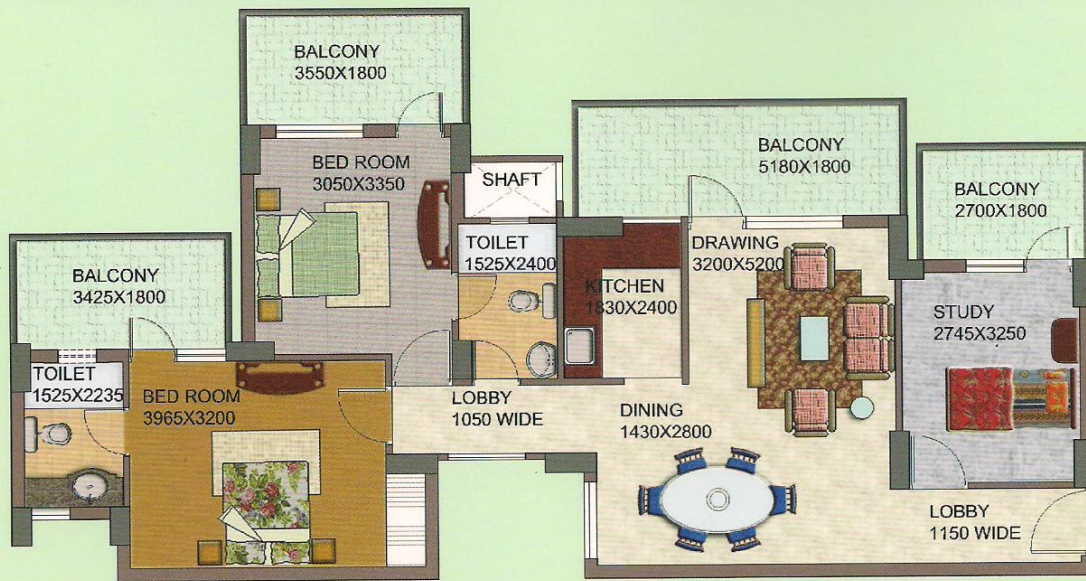 BALCONY
3550X1800
BED ROOM
3050X3350
SHAFT
BALCONY
5180X1800
BALCONY
2700X1800
BALCONY
3425X1800
TOILET
1525X2400
DRAWING
3200X5200
KITCHEN
1830X2400
STUDY
2745X3250
TOILET
1525X2235
BED ROOM
3965X3200
LOBBY
1050 WIDE
DINING
1430X2800
LOBBY
1150 WIDE